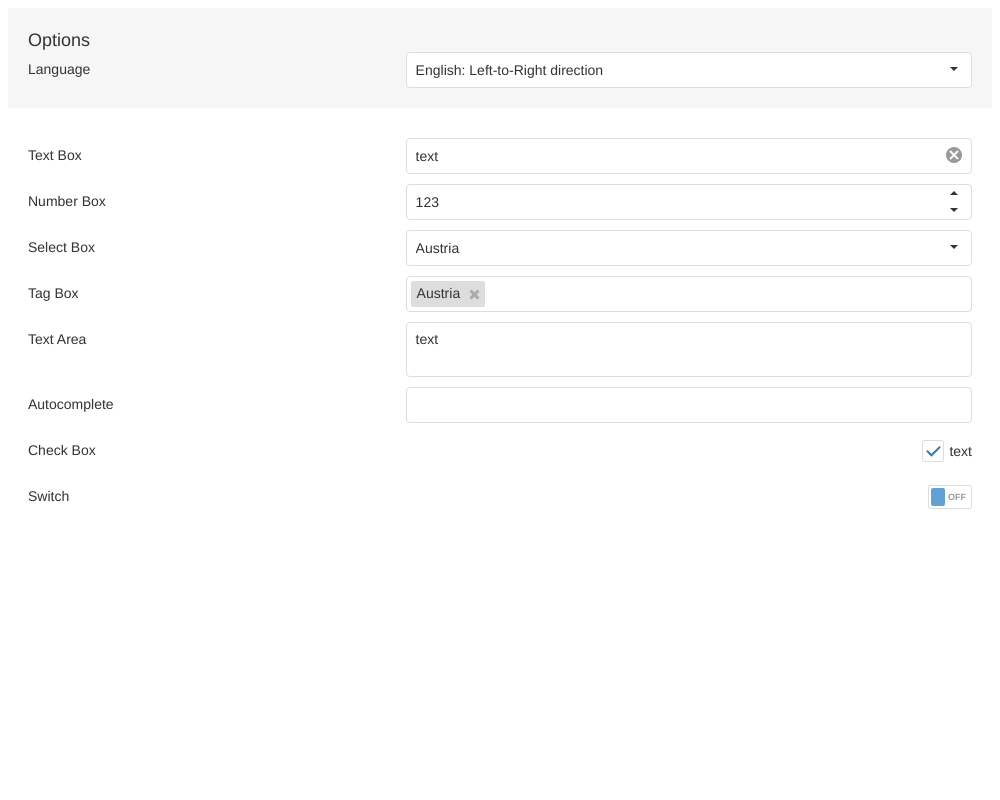 Options
Language
English: Left-to-Right direction
Text Box
text
Number Box
123
Select Box
Austria
Tag Box
Austria
Text Area
text
Autocomplete
Check Box
text
Switch
OFF